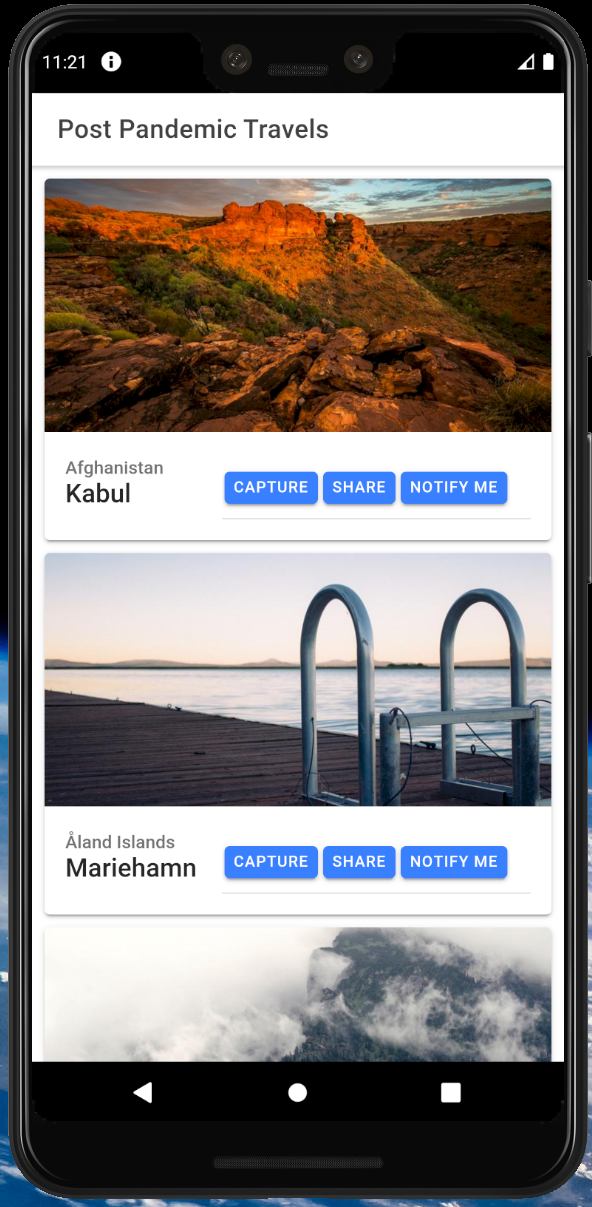 11:21
Post Pandemic Travels
Afghanistan
Kabul
CAPTURE SHARE NOTIFY ME
Åland Islands
Mariehamn
CAPTURE SHARE NOTIFY ME